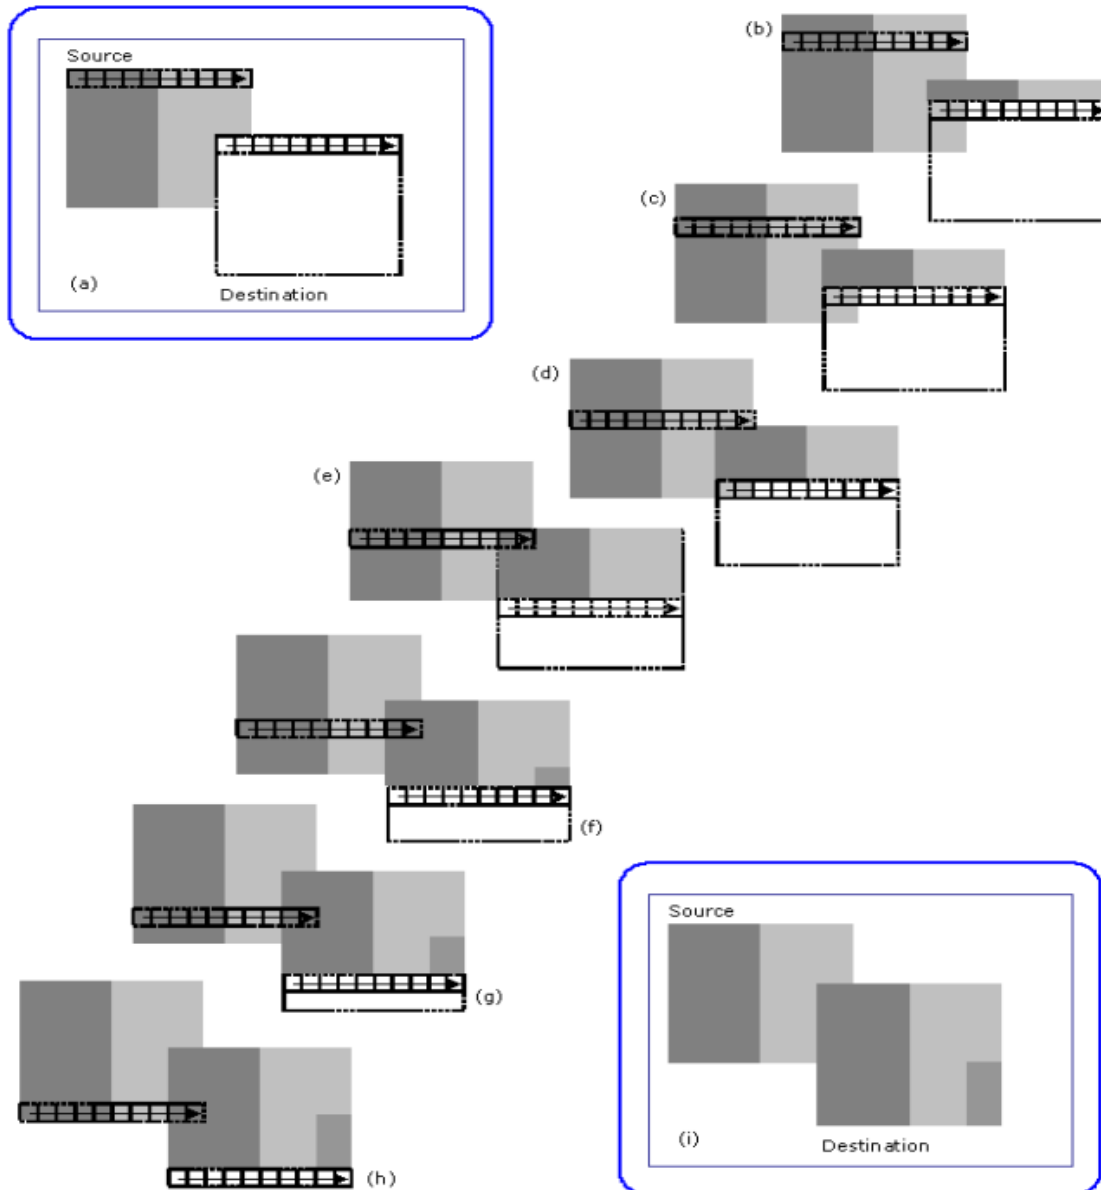 Source
(a)
Destination
(b)
(c)
(d)
(e)
(f)
(g)
(h)
Source
(i)
Destination